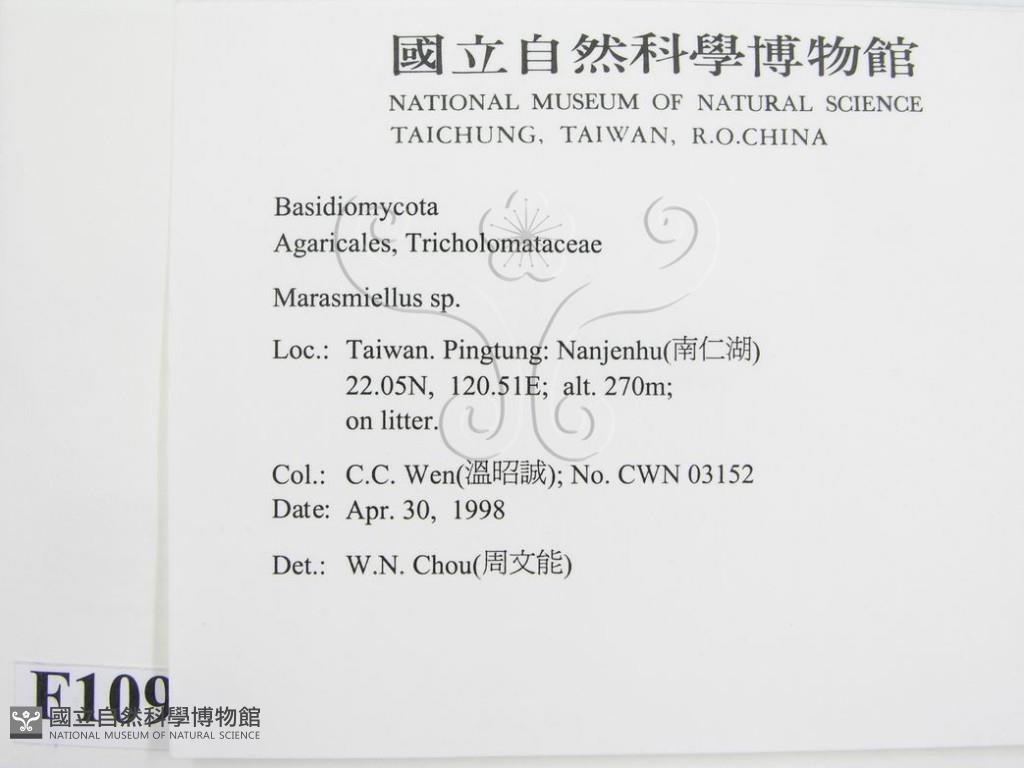 國立自然科學博物館
NATIONAL MUSEUM OF NATURAL SCIENCE
TAICHUNG, TAIWAN, R.O.CHINA
Basidiomycota
Agaricales, Tricholomataceae
Marasmiellus sp.
Loc.: Taiwan. Pingtung: Nanjenhu(南仁湖)
22.05N, 120.51E; alt. 270m;
on litter.
Col.: C.C. Wen(溫昭誠); No. CWN 03152
Date: Apr. 30, 1998
Det.: W.N. Chou(周文能)
F109
國立自然科學博物館
NATIONAL MUSEUM OF NATURAL SCIENCE